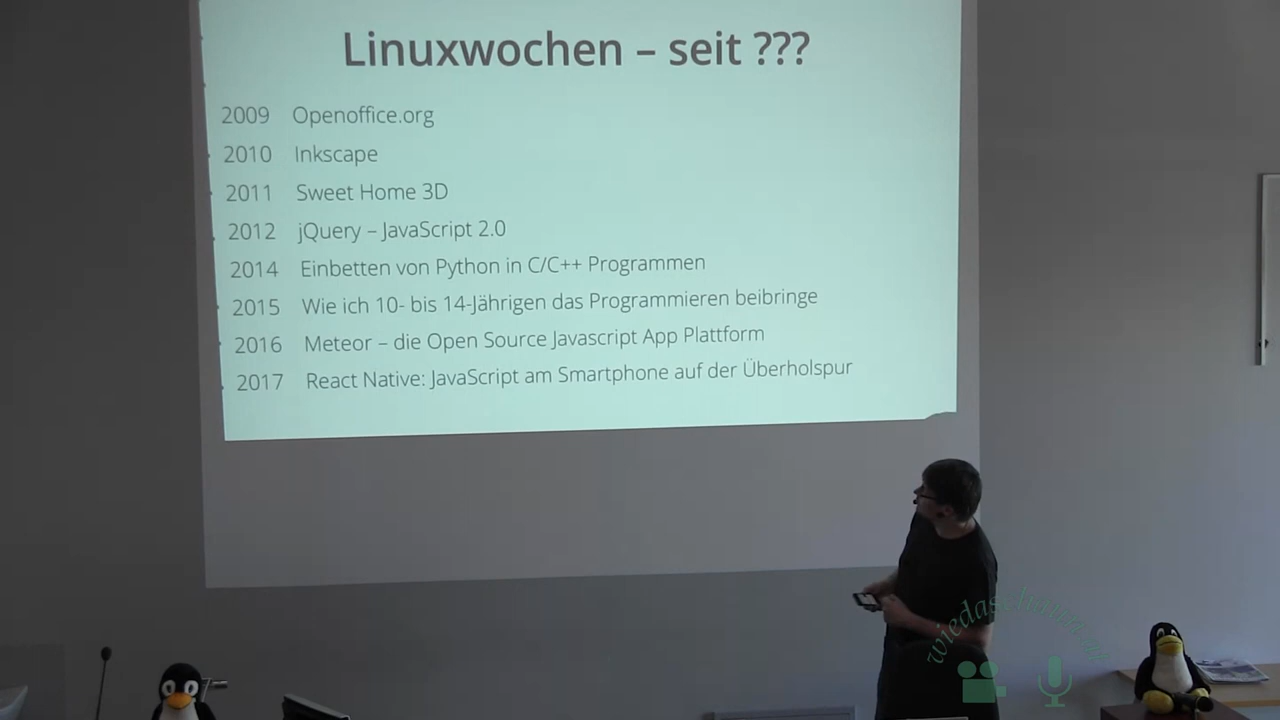 Linuxwochen – seit ???
2009 Openoffice.org
2010 Inkscape
2011 Sweet Home 3D
2012 jQuery – JavaScript 2.0
2014 Einbetten von Python in C/C++ Programmen
2015 Wie ich 10- bis 14-Jährigen das Programmieren beibringe
2016 Meteor – die Open Source Javascript App Plattform
2017 React Native: JavaScript am Smartphone auf der Überholspur